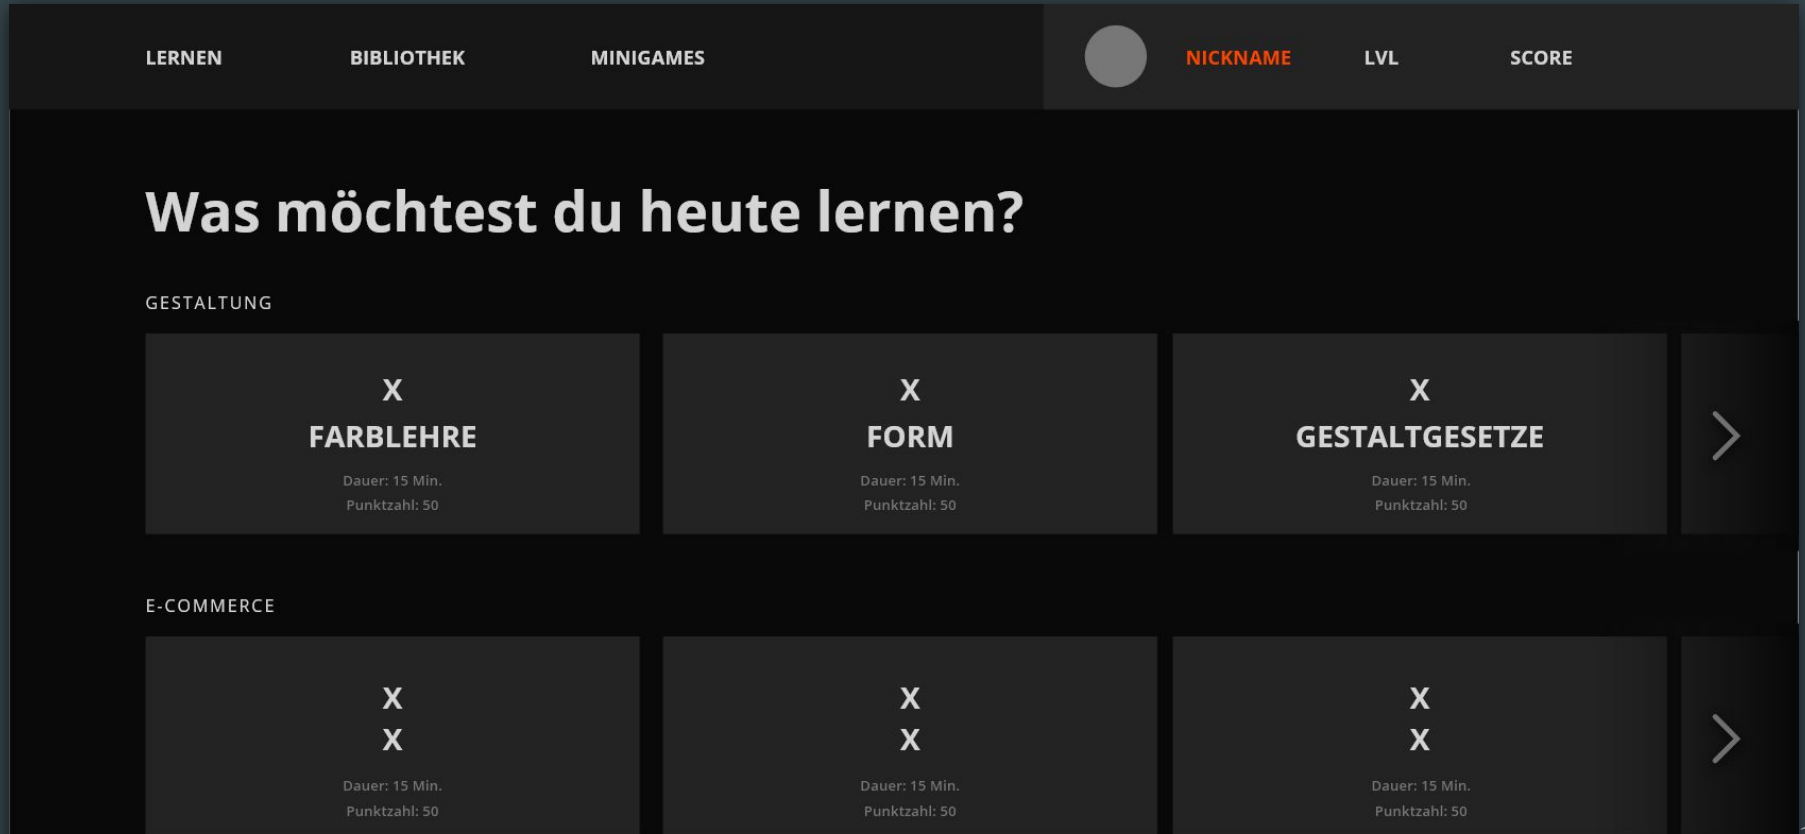 LERNEN BIBLIOTHEK MINIGAMES NICKNAME LVL SCORE
Was möchtest du heute lernen?
GESTALTUNG
X X X
FARBLEHRE FORM GESTALTGESETZE
Dauer: 15 Min. Dauer: 15 Min. Dauer: 15 Min.
Punktzahl: 50 Punktzahl: 50 Punktzahl: 50
E-COMMERCE
X X X
X X X
Dauer: 15 Min. Dauer: 15 Min. Dauer: 15 Min.
Punktzahl: 50 Punktzahl: 50 Punktzahl: 50